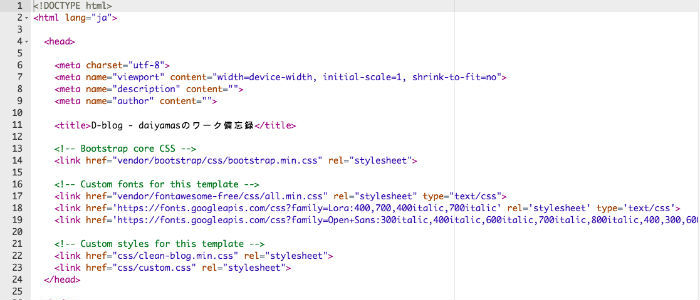 1 <!DOCTYPE html>
2 <html lang="ja">
3
4 <head>
5
6 <meta charset="utf-8">
7 <meta name="viewport" content="width=device-width, initial-scale=1, shrink-to-fit=no">
8 <meta name="description" content="">
9 <meta name="author" content="">
10
11 <title>D-blog - daiyamasのワーク備忘録</title>
12
13 <!-- Bootstrap core CSS -->
14 <link href="vendor/bootstrap/css/bootstrap.min.css" rel="stylesheet">
15
16 <!-- Custom fonts for this template -->
17 <link href="vendor/fontawesome-free/css/all.min.css" rel="stylesheet" type="text/css">
18 <link href='https://fonts.googleapis.com/css?family=Lora:400,700,400italic,700italic' rel='stylesheet' type='text/css'>
19 <link href='https://fonts.googleapis.com/css?family=Open+Sans:300italic,400italic,600italic,700italic,800italic,400,300,60
20
21 <!-- Custom styles for this template -->
22 <link href="css/clean-blog.min.css" rel="stylesheet">
23 <link href="css/custom.css" rel="stylesheet">
24 </head>
25